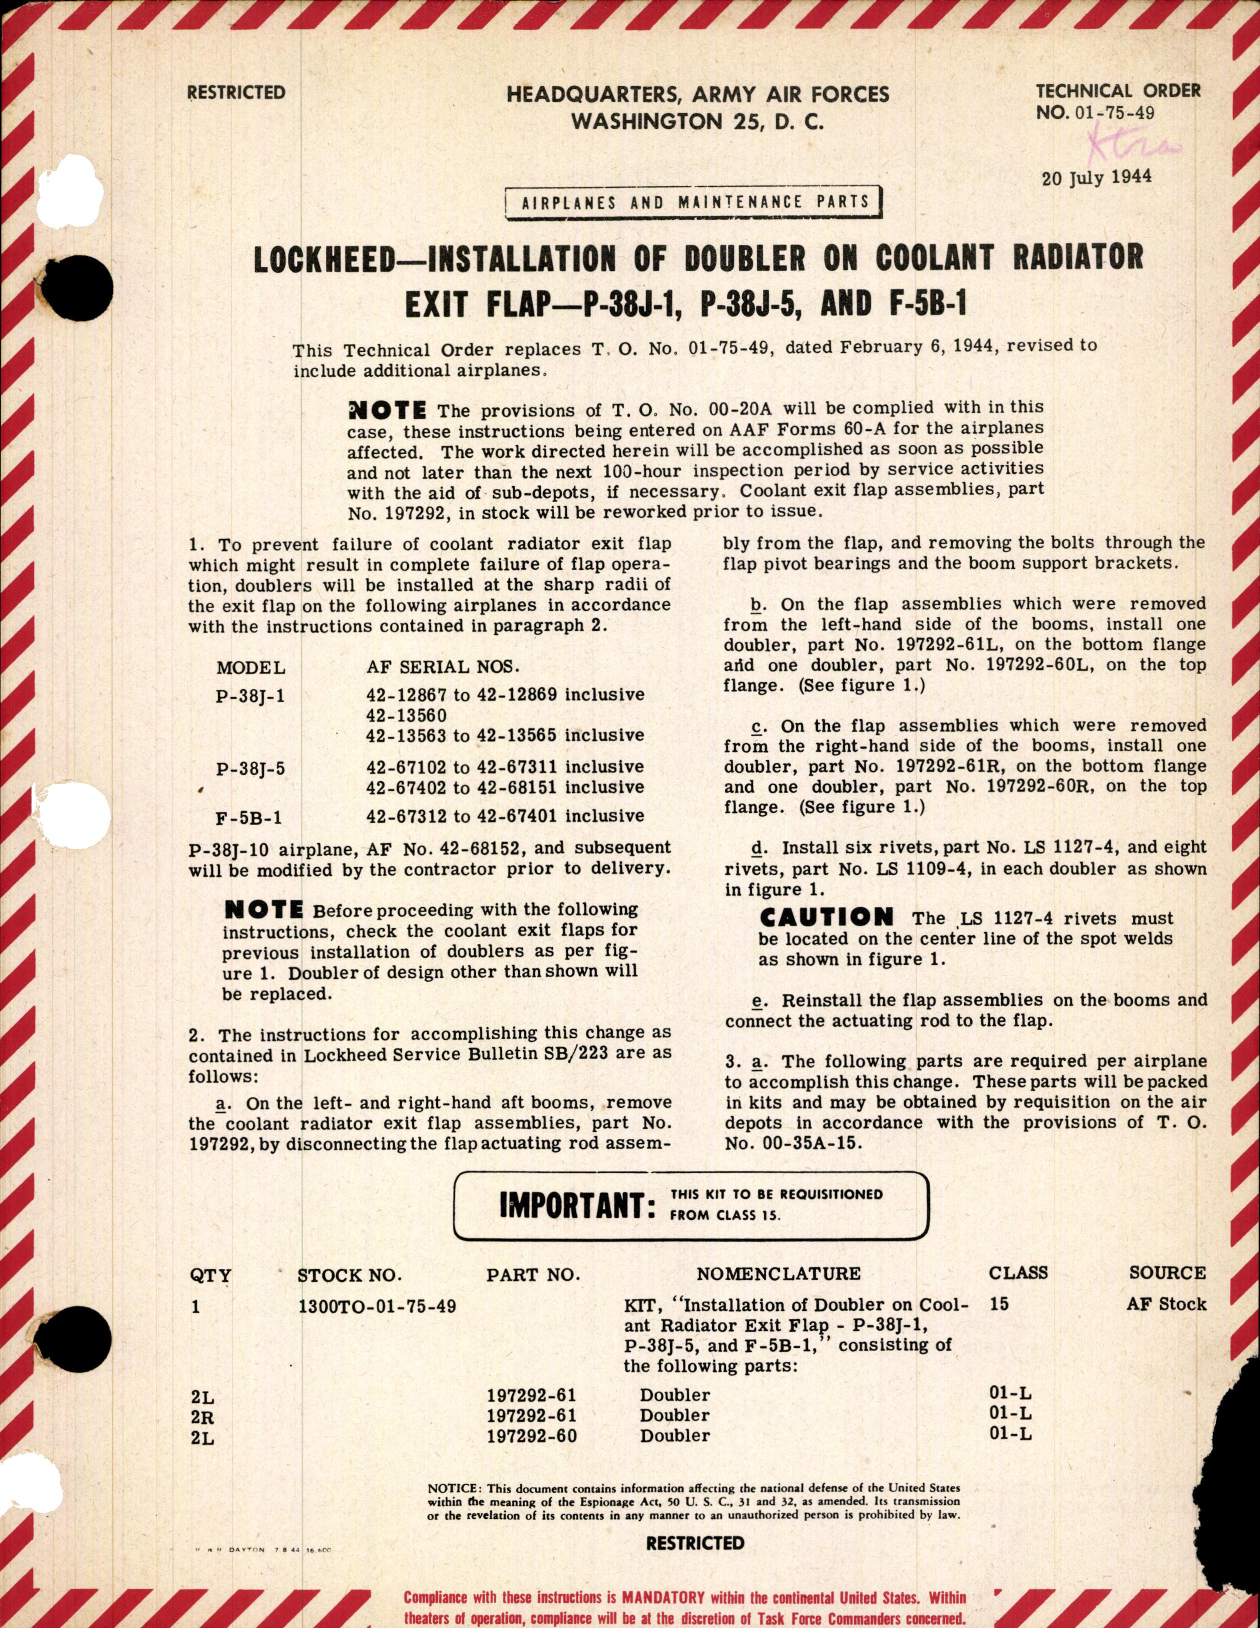 RESTRICTED
HEADQUARTERS, ARMY AIR FORCES
WASHINGTON 25, D. C.
TECHNICAL ORDER
NO. 01-75-49
Xtra
20 July 1944
AIRPLANES AND MAINTENANCE PARTS
LOCKHEED—INSTALLATION OF DOUBLER ON COOLANT RADIATOR
EXIT FLAP—P-38J-1, P-38J-5, AND F-5B-1
This Technical Order replaces T. O. No. 01-75-49, dated February 6, 1944, revised to
include additional airplanes.
NOTE The provisions of T. O. No. 00-20A will be complied with in this
case, these instructions being entered on AAF Forms 60-A for the airplanes
affected. The work directed herein will be accomplished as soon as possible
and not later than the next 100-hour inspection period by service activities
with the aid of sub-depots, if necessary. Coolant exit flap assemblies, part
No. 197292, in stock will be reworked prior to issue.
1. To prevent failure of coolant radiator exit flap
which might result in complete failure of flap opera-
tion, doublers will be installed at the sharp radii of
the exit flap on the following airplanes in accordance
with the instructions contained in paragraph 2.
MODEL AF SERIAL NOS.
P-38J-1 42-12867 to 42-12869 inclusive
42-13560
42-13563 to 42-13565 inclusive
P-38J-5 42-67102 to 42-67311 inclusive
42-67402 to 42-68151 inclusive
F-5B-1 42-67312 to 42-67401 inclusive
P-38J-10 airplane, AF No. 42-68152, and subsequent
will be modified by the contractor prior to delivery.
NOTE Before proceeding with the following
instructions, check the coolant exit flaps for
previous installation of doublers as per fig-
ure 1. Doubler of design other than shown will
be replaced.
2. The instructions for accomplishing this change as
contained in Lockheed Service Bulletin SB/223 are as
follows:
a. On the left- and right-hand aft booms, remove
the coolant radiator exit flap assemblies, part No.
197292, by disconnecting the flap actuating rod assem-
bly from the flap, and removing the bolts through the
flap pivot bearings and the boom support brackets.
b. On the flap assemblies which were removed
from the left-hand side of the booms, install one
doubler, part No. 197292-61L, on the bottom flange
and one doubler, part No. 197292-60L, on the top
flange. (See figure 1.)
c. On the flap assemblies which were removed
from the right-hand side of the booms, install one
doubler, part No. 197292-61R, on the bottom flange
and one doubler, part No. 197292-60R, on the top
flange. (See figure 1.)
d. Install six rivets, part No. LS 1127-4, and eight
rivets, part No. LS 1109-4, in each doubler as shown
in figure 1.
CAUTION The LS 1127-4 rivets must
be located on the center line of the spot welds
as shown in figure 1.
e. Reinstall the flap assemblies on the booms and
connect the actuating rod to the flap.
3. a. The following parts are required per airplane
to accomplish this change. These parts will be packed
in kits and may be obtained by requisition on the air
depots in accordance with the provisions of T. O.
No. 00-35A-15.
IMPORTANT: THIS KIT TO BE REQUISITIONED
FROM CLASS 15.
QTY STOCK NO. PART NO. NOMENCLATURE CLASS SOURCE
1 1300TO-01-75-49 KIT, "Installation of Doubler on Cool- 15 AF Stock
ant Radiator Exit Flap - P-38J-1,
P-38J-5, and F-5B-1," consisting of
the following parts:
2L 197292-61 Doubler 01-L
2R 197292-61 Doubler 01-L
2L 197292-60 Doubler 01-L
NOTICE: This document contains information affecting the national defense of the United States
within the meaning of the Espionage Act, 50 U. S. C., 31 and 32, as amended. Its transmission
or the revelation of its contents in any manner to an unauthorized person is prohibited by law.
DAYTON 7 8 44
RESTRICTED
Compliance with these instructions is MANDATORY within the continental United States. Within
theaters of operation, compliance will be at the discretion of Task Force Commanders concerned.